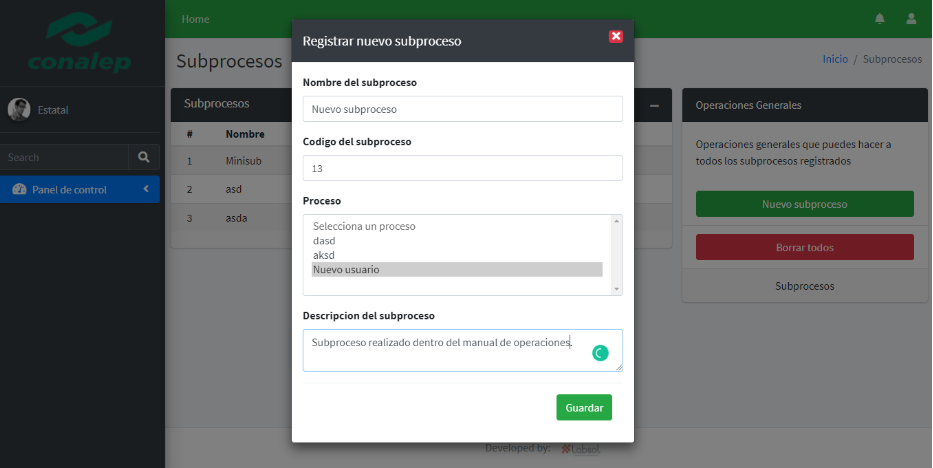 conalep
Estatal
Search
Panel de control
Home
Subprocesos
Inicio / Subprocesos
Subprocesos
# Nombre
1 Minisub
2 asd
3 asda
Registrar nuevo subproceso
Nombre del subproceso
Nuevo subproceso
Codigo del subproceso
13
Proceso
Selecciona un proceso
dasd
aksd
Nuevo usuario
Descripcion del subproceso
Subproceso realizado dentro del manual de operaciones.
Guardar
Operaciones Generales
Operaciones generales que puedes hacer a
todos los subprocesos registrados
Nuevo subproceso
Borrar todos
Subprocesos
Developed by: Labsol